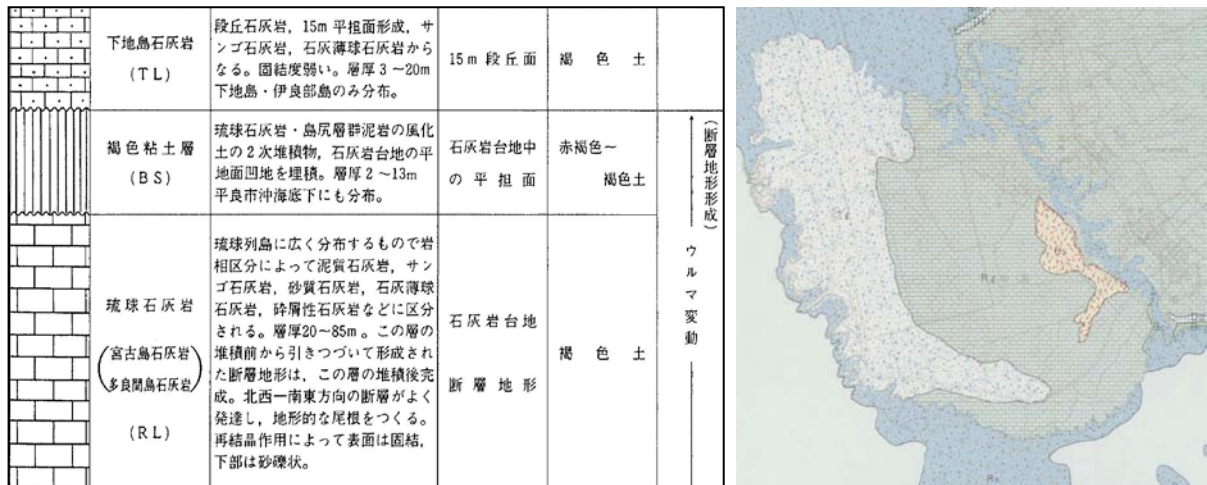 下地島石灰岩
(TL)
段丘石灰岩，15m平担面形成，サ
ンゴ石灰岩，石灰薄球石灰岩から
なる。固結度弱い。層厚3～20m
下地島・伊良部島のみ分布。
15m段丘面
褐色土
褐色粘土層
(BS)
琉球石灰岩・島尻層群泥岩の風化
土の2次堆積物，石灰岩台地の平
地面凹地を埋積。層厚2～13m
平良市沖海底下にも分布。
石灰岩台地中
の平担面
赤褐色～
褐色土
琉球石灰岩
(宮古島石灰岩
多良間島石灰岩)
(RL)
琉球列島に広く分布するもので岩
相区分によって泥質石灰岩，サン
ゴ石灰岩，砂質石灰岩，石灰薄球
石灰岩，砕屑性石灰岩などに区分
される。層厚20～85m。この層の
堆積前から引きつづいて形成され
た断層地形は，この層の堆積後完
成。北西—南東方向の断層がよく
発達し，地形的な尾根をつくる。
再結晶作用によって表面は固結，
下部は砂礫状。
石灰岩台地
断層地形
褐色土
(断層地形形成)
ウルマ変動